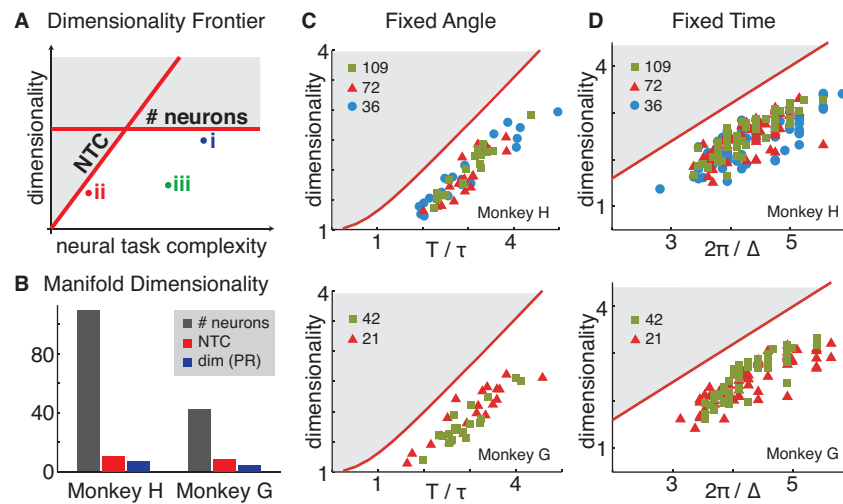 A Dimensionality Frontier
dimensionality
# neurons
NTC
i
ii
iii
neural task complexity
B Manifold Dimensionality
80
40
0
# neurons
NTC
dim (PR)
Monkey H Monkey G
C Fixed Angle
4
109
72
36
dimensionality
Monkey H
1
1 4
T / τ
4
42
21
dimensionality
Monkey G
1
1 4
T / τ
D Fixed Time
4
109
72
36
dimensionality
Monkey H
1
3 5
2π / Δ
4
42
21
dimensionality
Monkey G
1
3 5
2π / Δ